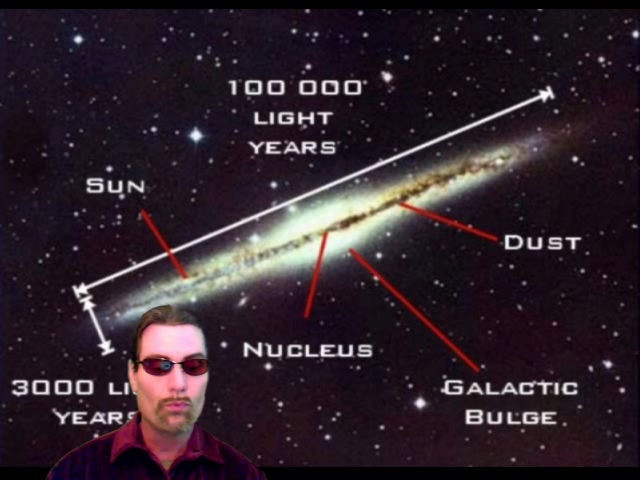 100 000
LIGHT
YEARS
SUN
DUST
NUCLEUS
3000
YEARS
GALACTIC
BULGE